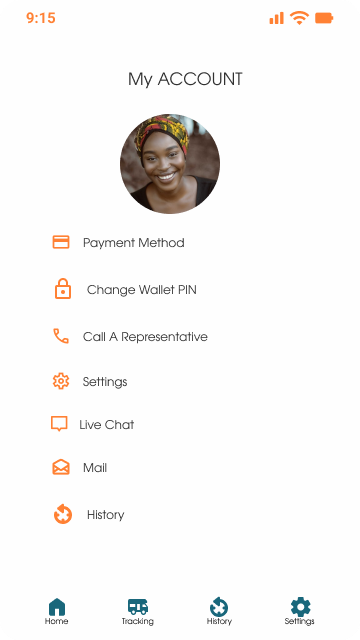 9:15
My ACCOUNT
Payment Method
Change Wallet PIN
Call A Representative
Settings
Live Chat
Mail
History
Home Tracking History Settings